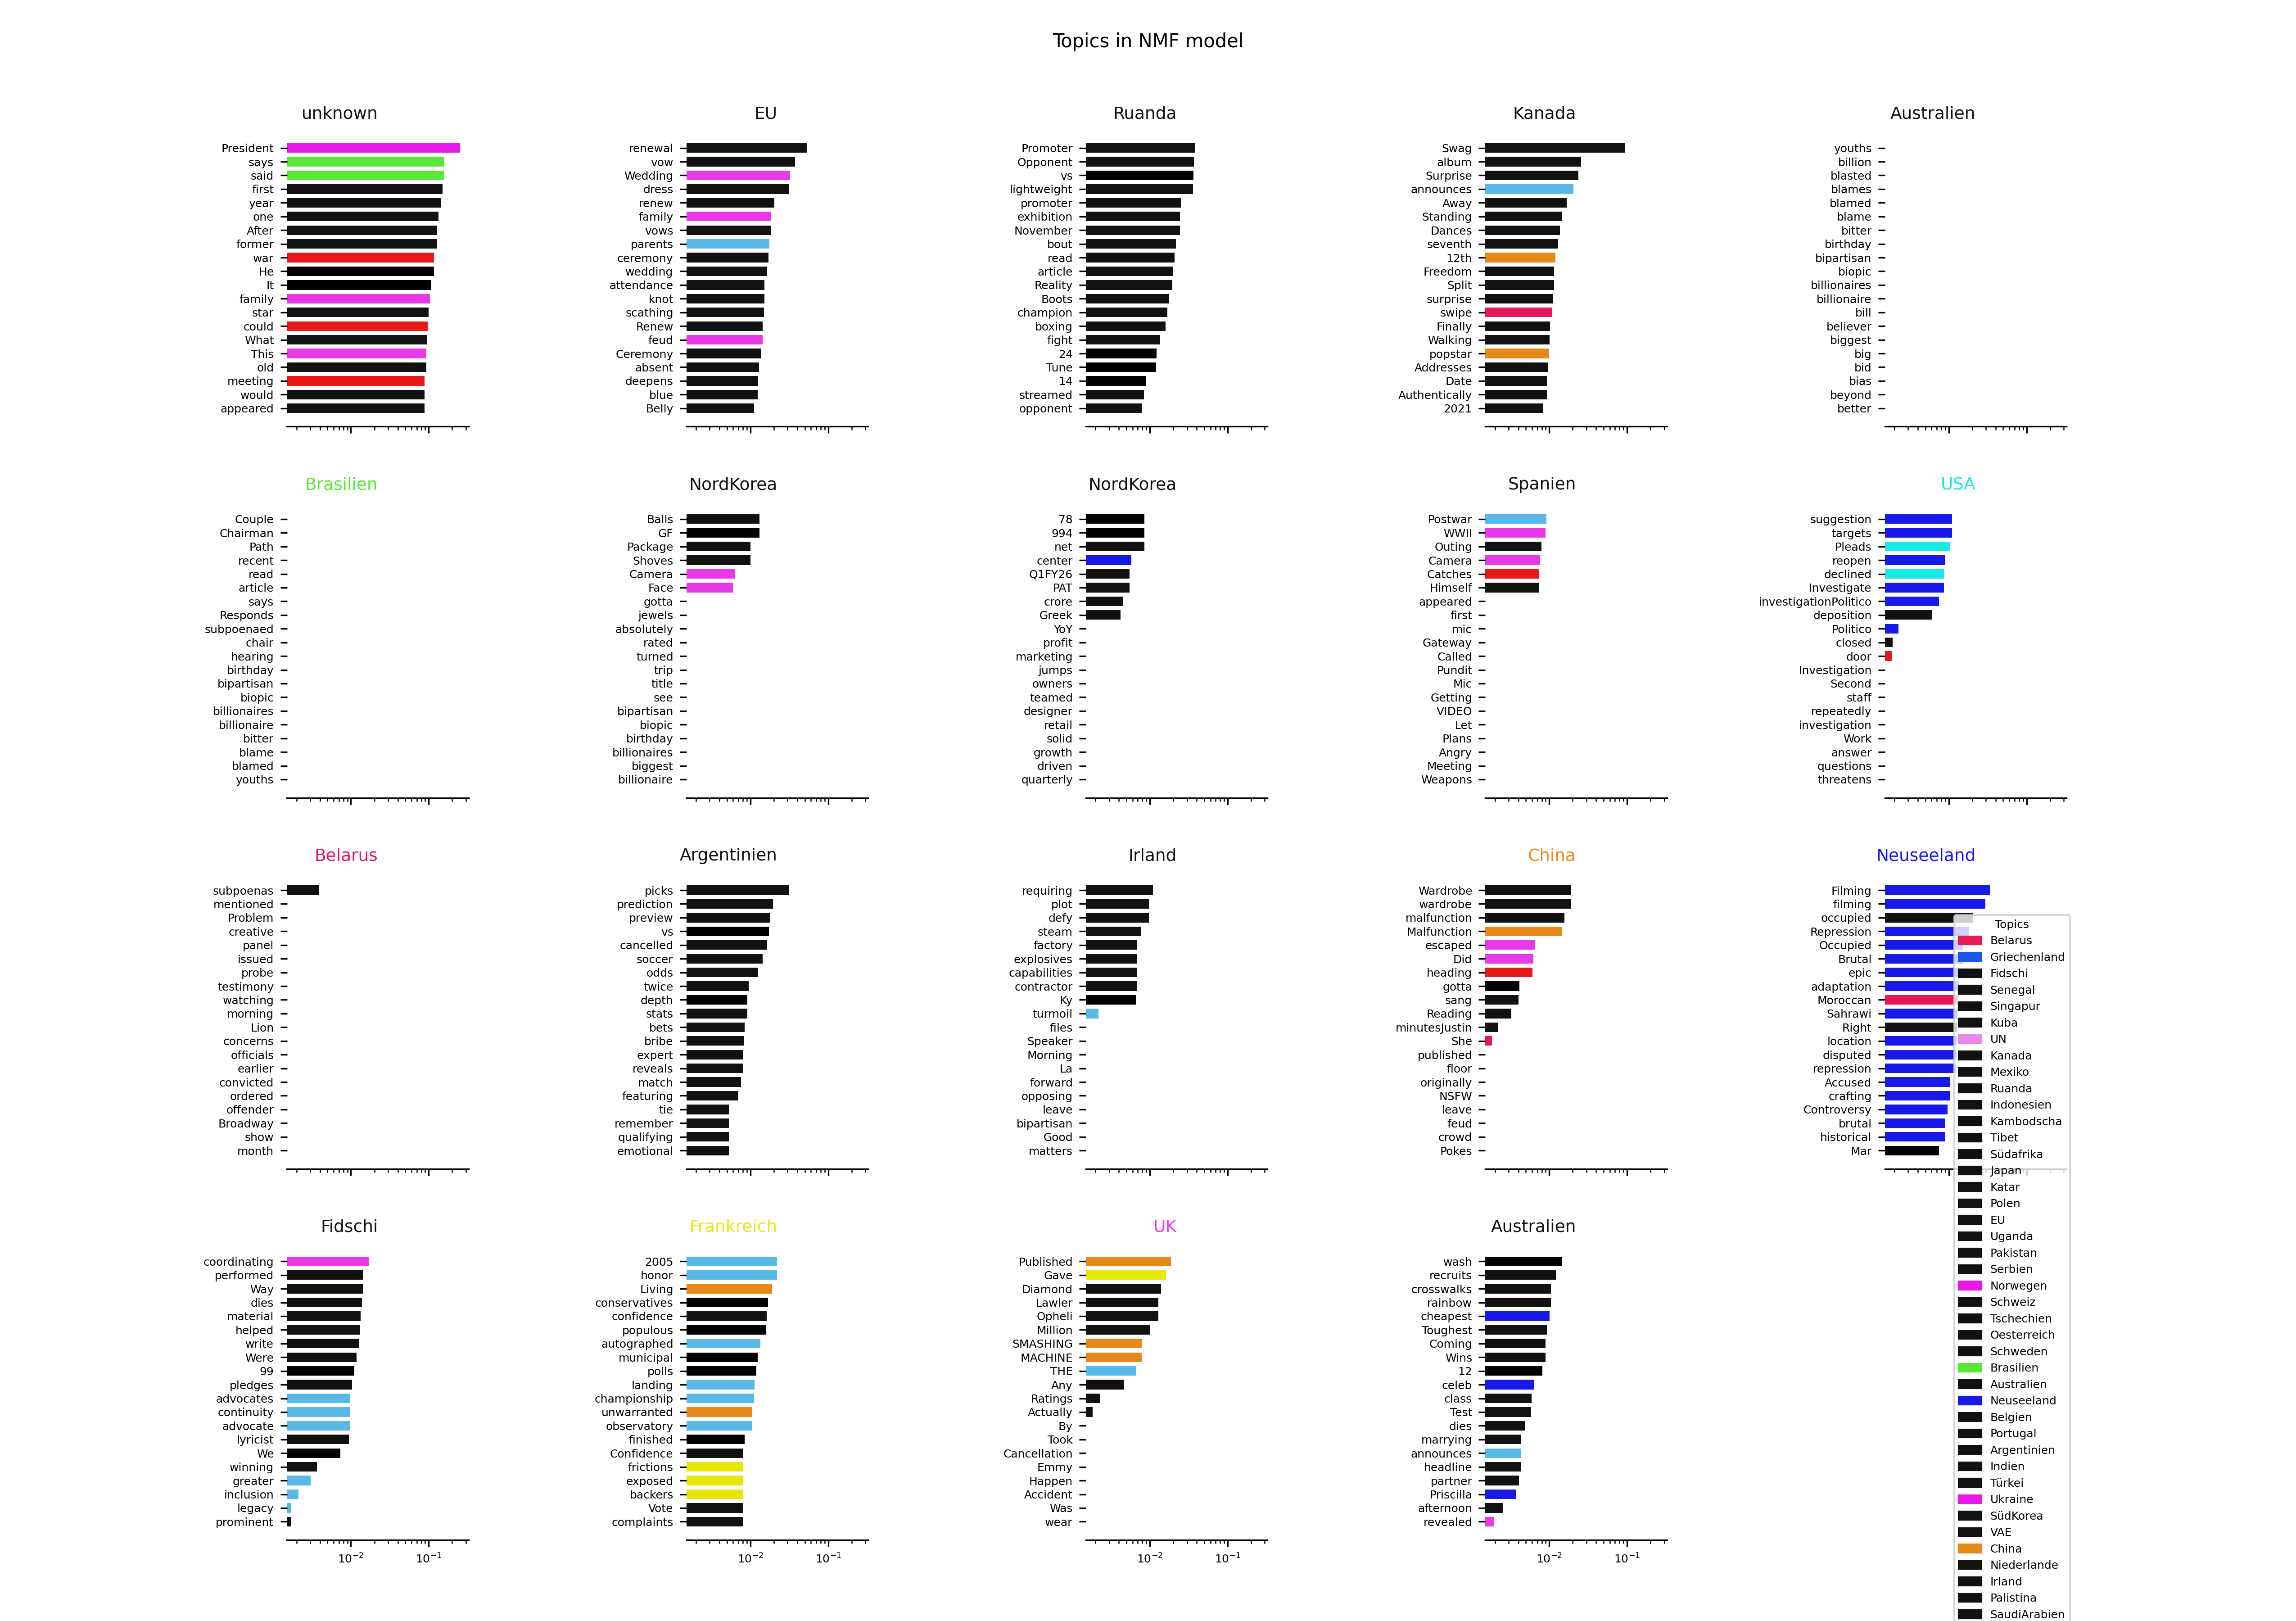 Topics in NMF model
unknown
President
says
said
first
year
one
After
former
war
He
It
family
star
could
What
This
old
meeting
would
appeared
EU
renewal
vow
Wedding
dress
renew
family
vows
parents
ceremony
wedding
attendance
knot
scathing
Renew
feud
Ceremony
absent
deepens
blue
Belly
Ruanda
Promoter
Opponent
vs
lightweight
promoter
exhibition
November
bout
read
article
Reality
Boots
champion
boxing
fight
24
Tune
14
streamed
opponent
Kanada
Swag
album
Surprise
announces
Away
Standing
Dances
seventh
12th
Freedom
Split
surprise
swipe
Finally
Walking
popstar
Addresses
Date
Authentically
2021
Australien
youths
billion
blasted
blames
blamed
blame
bitter
birthday
bipartisan
biopic
billionaires
billionaire
bill
believer
biggest
big
bid
bias
beyond
better
Brasilien
Couple
Chairman
Path
recent
read
article
says
Responds
subpoenaed
chair
hearing
birthday
bipartisan
biopic
billionaires
billionaire
bitter
blame
blamed
youths
NordKorea
Balls
GF
Package
Shoves
Camera
Face
gotta
jewels
absolutely
rated
turned
trip
title
see
bipartisan
biopic
birthday
billionaires
biggest
billionaire
NordKorea
78
994
net
center
Q1FY26
PAT
crore
Greek
YoY
profit
marketing
jumps
owners
teamed
designer
retail
solid
growth
driven
quarterly
Spanien
Postwar
WWII
Outing
Camera
Catches
Himself
appeared
first
mic
Gateway
Called
Pundit
Mic
Getting
VIDEO
Let
Plans
Angry
Meeting
Weapons
USA
suggestion
targets
Pleads
reopen
declined
Investigate
investigationPolitico
deposition
Politico
closed
door
Investigation
Second
staff
repeatedly
investigation
Work
answer
questions
threatens
Belarus
subpoenas
mentioned
Problem
creative
panel
issued
probe
testimony
watching
morning
Lion
concerns
officials
earlier
convicted
ordered
offender
Broadway
show
month
Argentinien
picks
prediction
preview
vs
cancelled
soccer
odds
twice
depth
stats
bets
bribe
expert
reveals
match
featuring
tie
remember
qualifying
emotional
Irland
requiring
plot
defy
steam
factory
explosives
capabilities
contractor
Ky
turmoil
files
Speaker
Morning
La
forward
opposing
leave
bipartisan
Good
matters
China
Wardrobe
wardrobe
malfunction
Malfunction
escaped
Did
heading
gotta
sang
Reading
minutesJustin
She
published
floor
originally
NSFW
leave
feud
crowd
Pokes
Neuseeland
Filming
filming
occupied
Repression
Occupied
Brutal
epic
adaptation
Moroccan
Sahrawi
Right
location
disputed
repression
Accused
crafting
Controversy
brutal
historical
Mar
Fidschi
coordinating
performed
Way
dies
material
helped
write
Were
99
pledges
advocates
continuity
advocate
lyricist
We
winning
greater
inclusion
legacy
prominent
10⁻² 10⁻¹
Frankreich
2005
honor
Living
conservatives
confidence
populous
autographed
municipal
polls
landing
championship
unwarranted
observatory
finished
Confidence
frictions
exposed
backers
Vote
complaints
10⁻² 10⁻¹
UK
Published
Gave
Diamond
Lawler
Opheli
Million
SMASHING
MACHINE
THE
Any
Ratings
Actually
By
Took
Cancellation
Emmy
Happen
Accident
Was
wear
10⁻² 10⁻¹
Australien
wash
recruits
crosswalks
rainbow
cheapest
Toughest
Coming
Wins
12
celeb
class
Test
dies
marrying
announces
headline
partner
Priscilla
afternoon
revealed
10⁻² 10⁻¹
Topics
Belarus
Griechenland
Fidschi
Senegal
Singapur
Kuba
UN
Kanada
Mexiko
Ruanda
Indonesien
Kambodscha
Tibet
Südafrika
Japan
Katar
Polen
EU
Uganda
Pakistan
Serbien
Norwegen
Schweiz
Tschechien
Oesterreich
Schweden
Brasilien
Australien
Neuseeland
Belgien
Portugal
Argentinien
Indien
Türkei
Ukraine
SüdKorea
VAE
China
Niederlande
Irland
Palistina
SaudiArabien